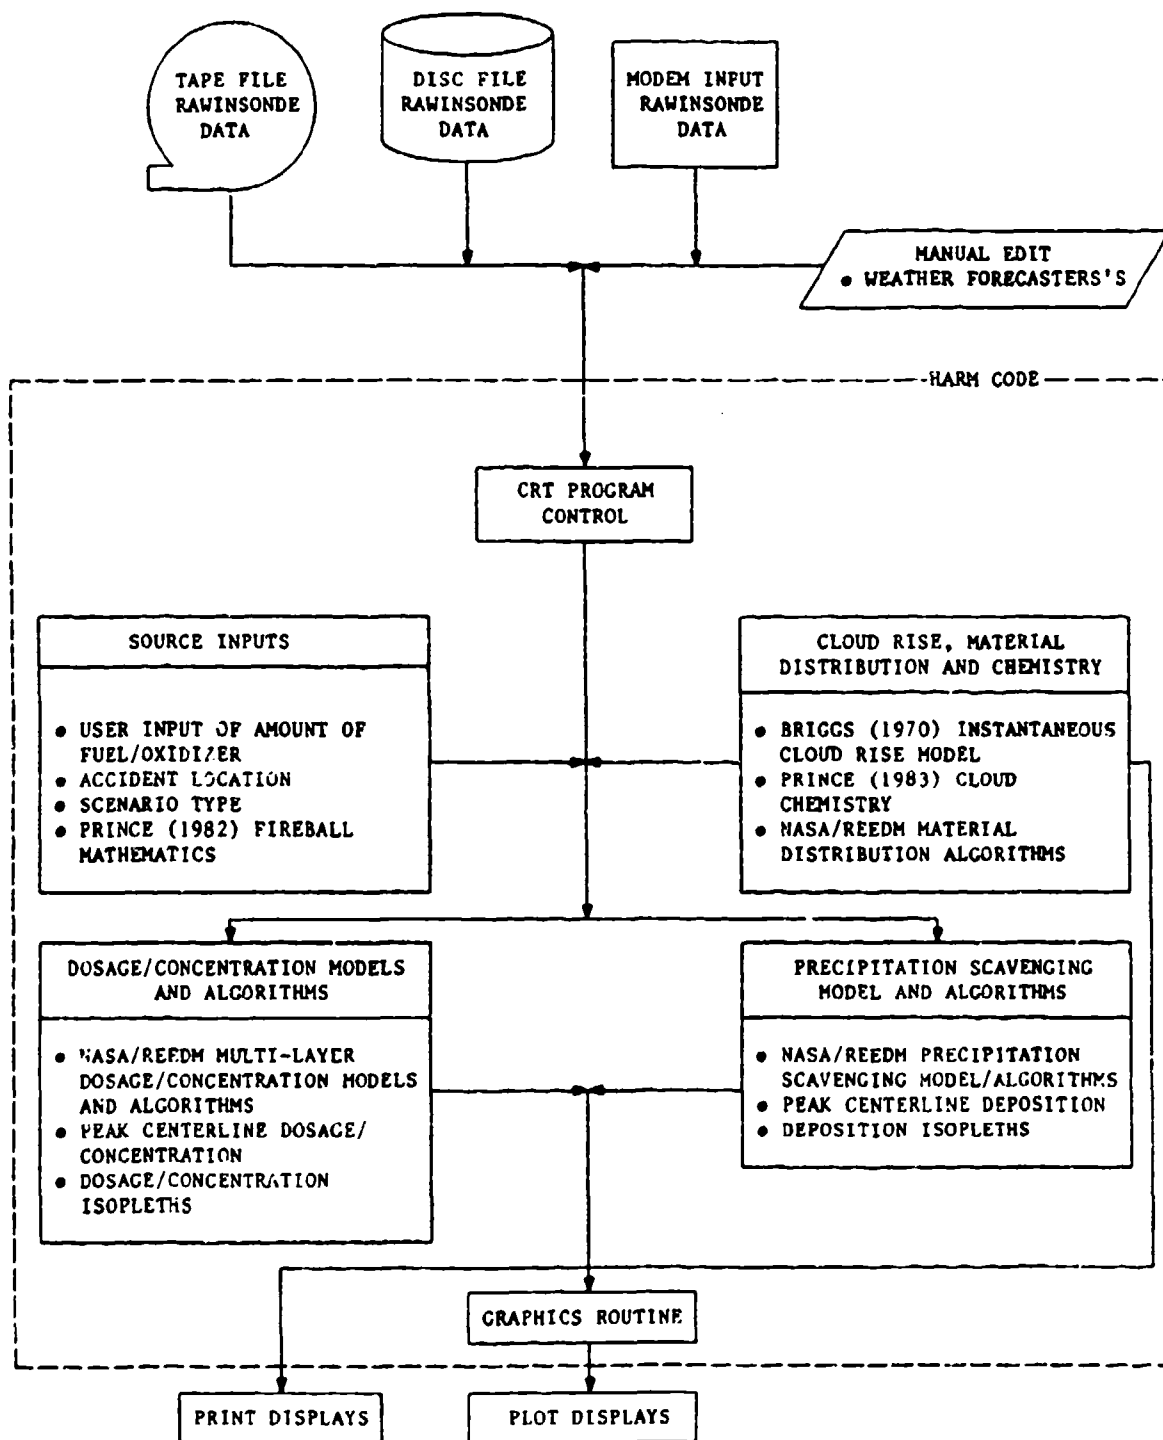 TAPE FILE
RAWINSONDE
DATA
DISC FILE
RAWINSONDE
DATA
MODEM INPUT
RAWINSONDE
DATA
MANUAL EDIT
● WEATHER FORECASTERS'S
HARM CODE
CRT PROGRAM
CONTROL
SOURCE INPUTS
● USER INPUT OF AMOUNT OF
FUEL/OXIDIZER
● ACCIDENT LOCATION
● SCENARIO TYPE
● PRINCE (1982) FIREBALL
MATHEMATICS
CLOUD RISE, MATERIAL
DISTRIBUTION AND CHEMISTRY
● BRIGGS (1970) INSTANTANEOUS
CLOUD RISE MODEL
● PRINCE (1983) CLOUD
CHEMISTRY
● NASA/REEDM MATERIAL
DISTRIBUTION ALGORITHMS
DOSAGE/CONCENTRATION MODELS
AND ALGORITHMS
● NASA/REEDM MULTI-LAYER
DOSAGE/CONCENTRATION MODELS
AND ALGORITHMS
● PEAK CENTERLINE DOSAGE/
CONCENTRATION
● DOSAGE/CONCENTRATION
ISOPLETHS
PRECIPITATION SCAVENGING
MODEL AND ALGORITHMS
● NASA/REEDM PRECIPITATION
SCAVENGING MODEL/ALGORITHMS
● PEAK CENTERLINE DEPOSITION
● DEPOSITION ISOPLETHS
GRAPHICS ROUTINE
PRINT DISPLAYS
PLOT DISPLAYS